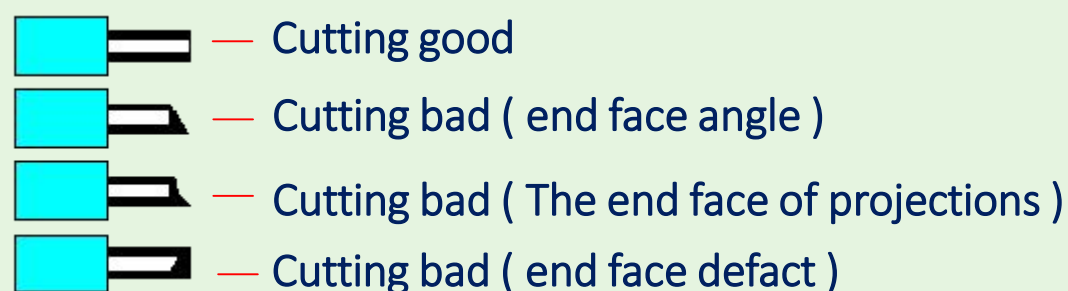 Cutting good
Cutting bad ( end face angle )
Cutting bad ( The end face of projections )
Cutting bad ( end face defact )